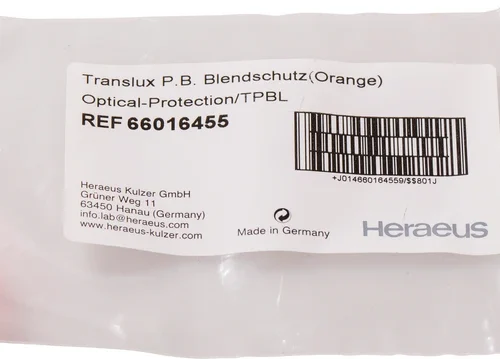 Translux P.B. Blendschutz(Orange)
Optical-Protection/TPBL
REF 66016455
+J014660164559/$$801J
Heraeus Kulzer GmbH
Grüner Weg 11
63450 Hanau (Germany)
info.lab@heraeus.com
www.heraeus-kulzer.com
Made in Germany
Heraeus